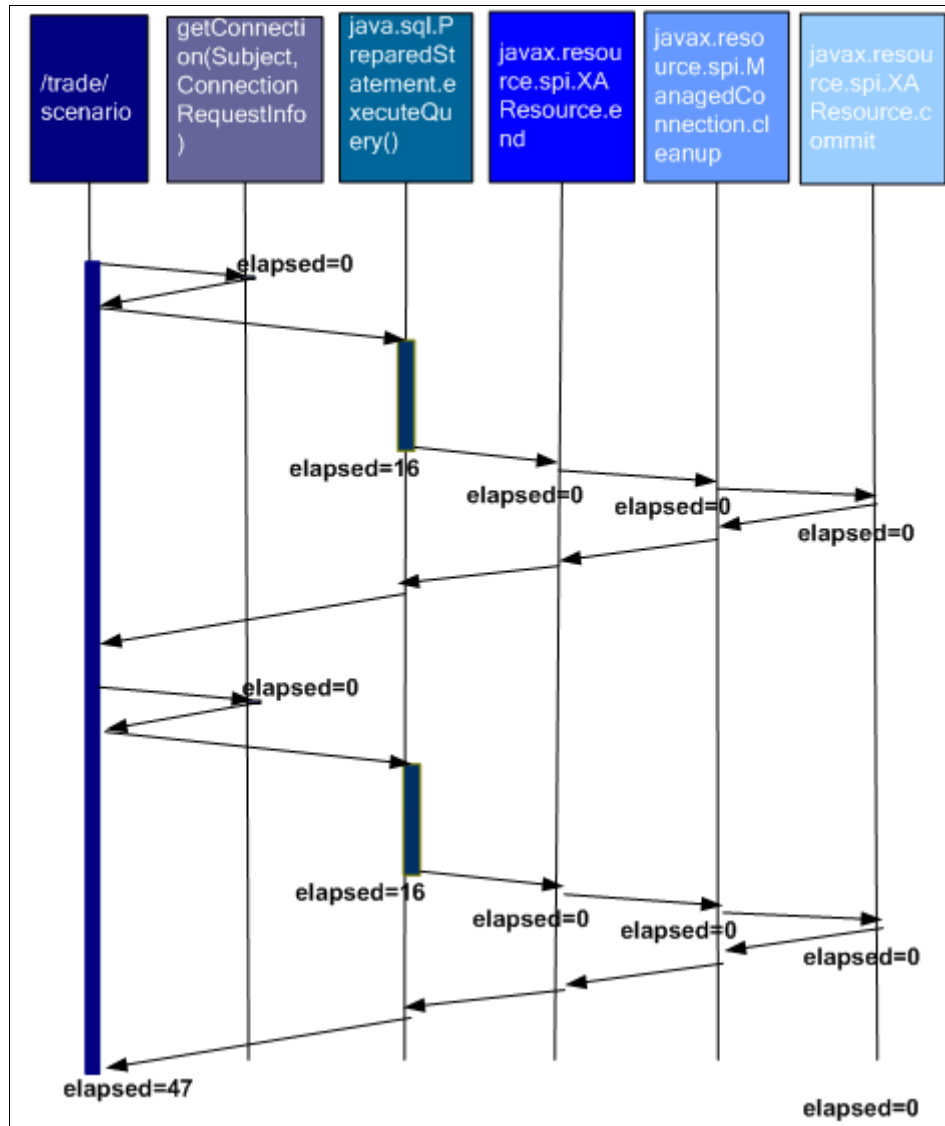 /trade/
scenario
getConnecti
on(Subject,
Connection
RequestInfo
)
java.sql.P
reparedSt
atement.e
xecuteQu
ery()
javax.resou
rce.spi.XA
Resource.e
nd
javax.reso
urce.spi.M
anagedCo
nnection.cl
eanup
javax.resou
rce.spi.XA
Resource.c
ommit
elapsed=0
elapsed=16
elapsed=0
elapsed=0
elapsed=0
elapsed=0
elapsed=16
elapsed=0
elapsed=0
elapsed=0
elapsed=47
elapsed=0